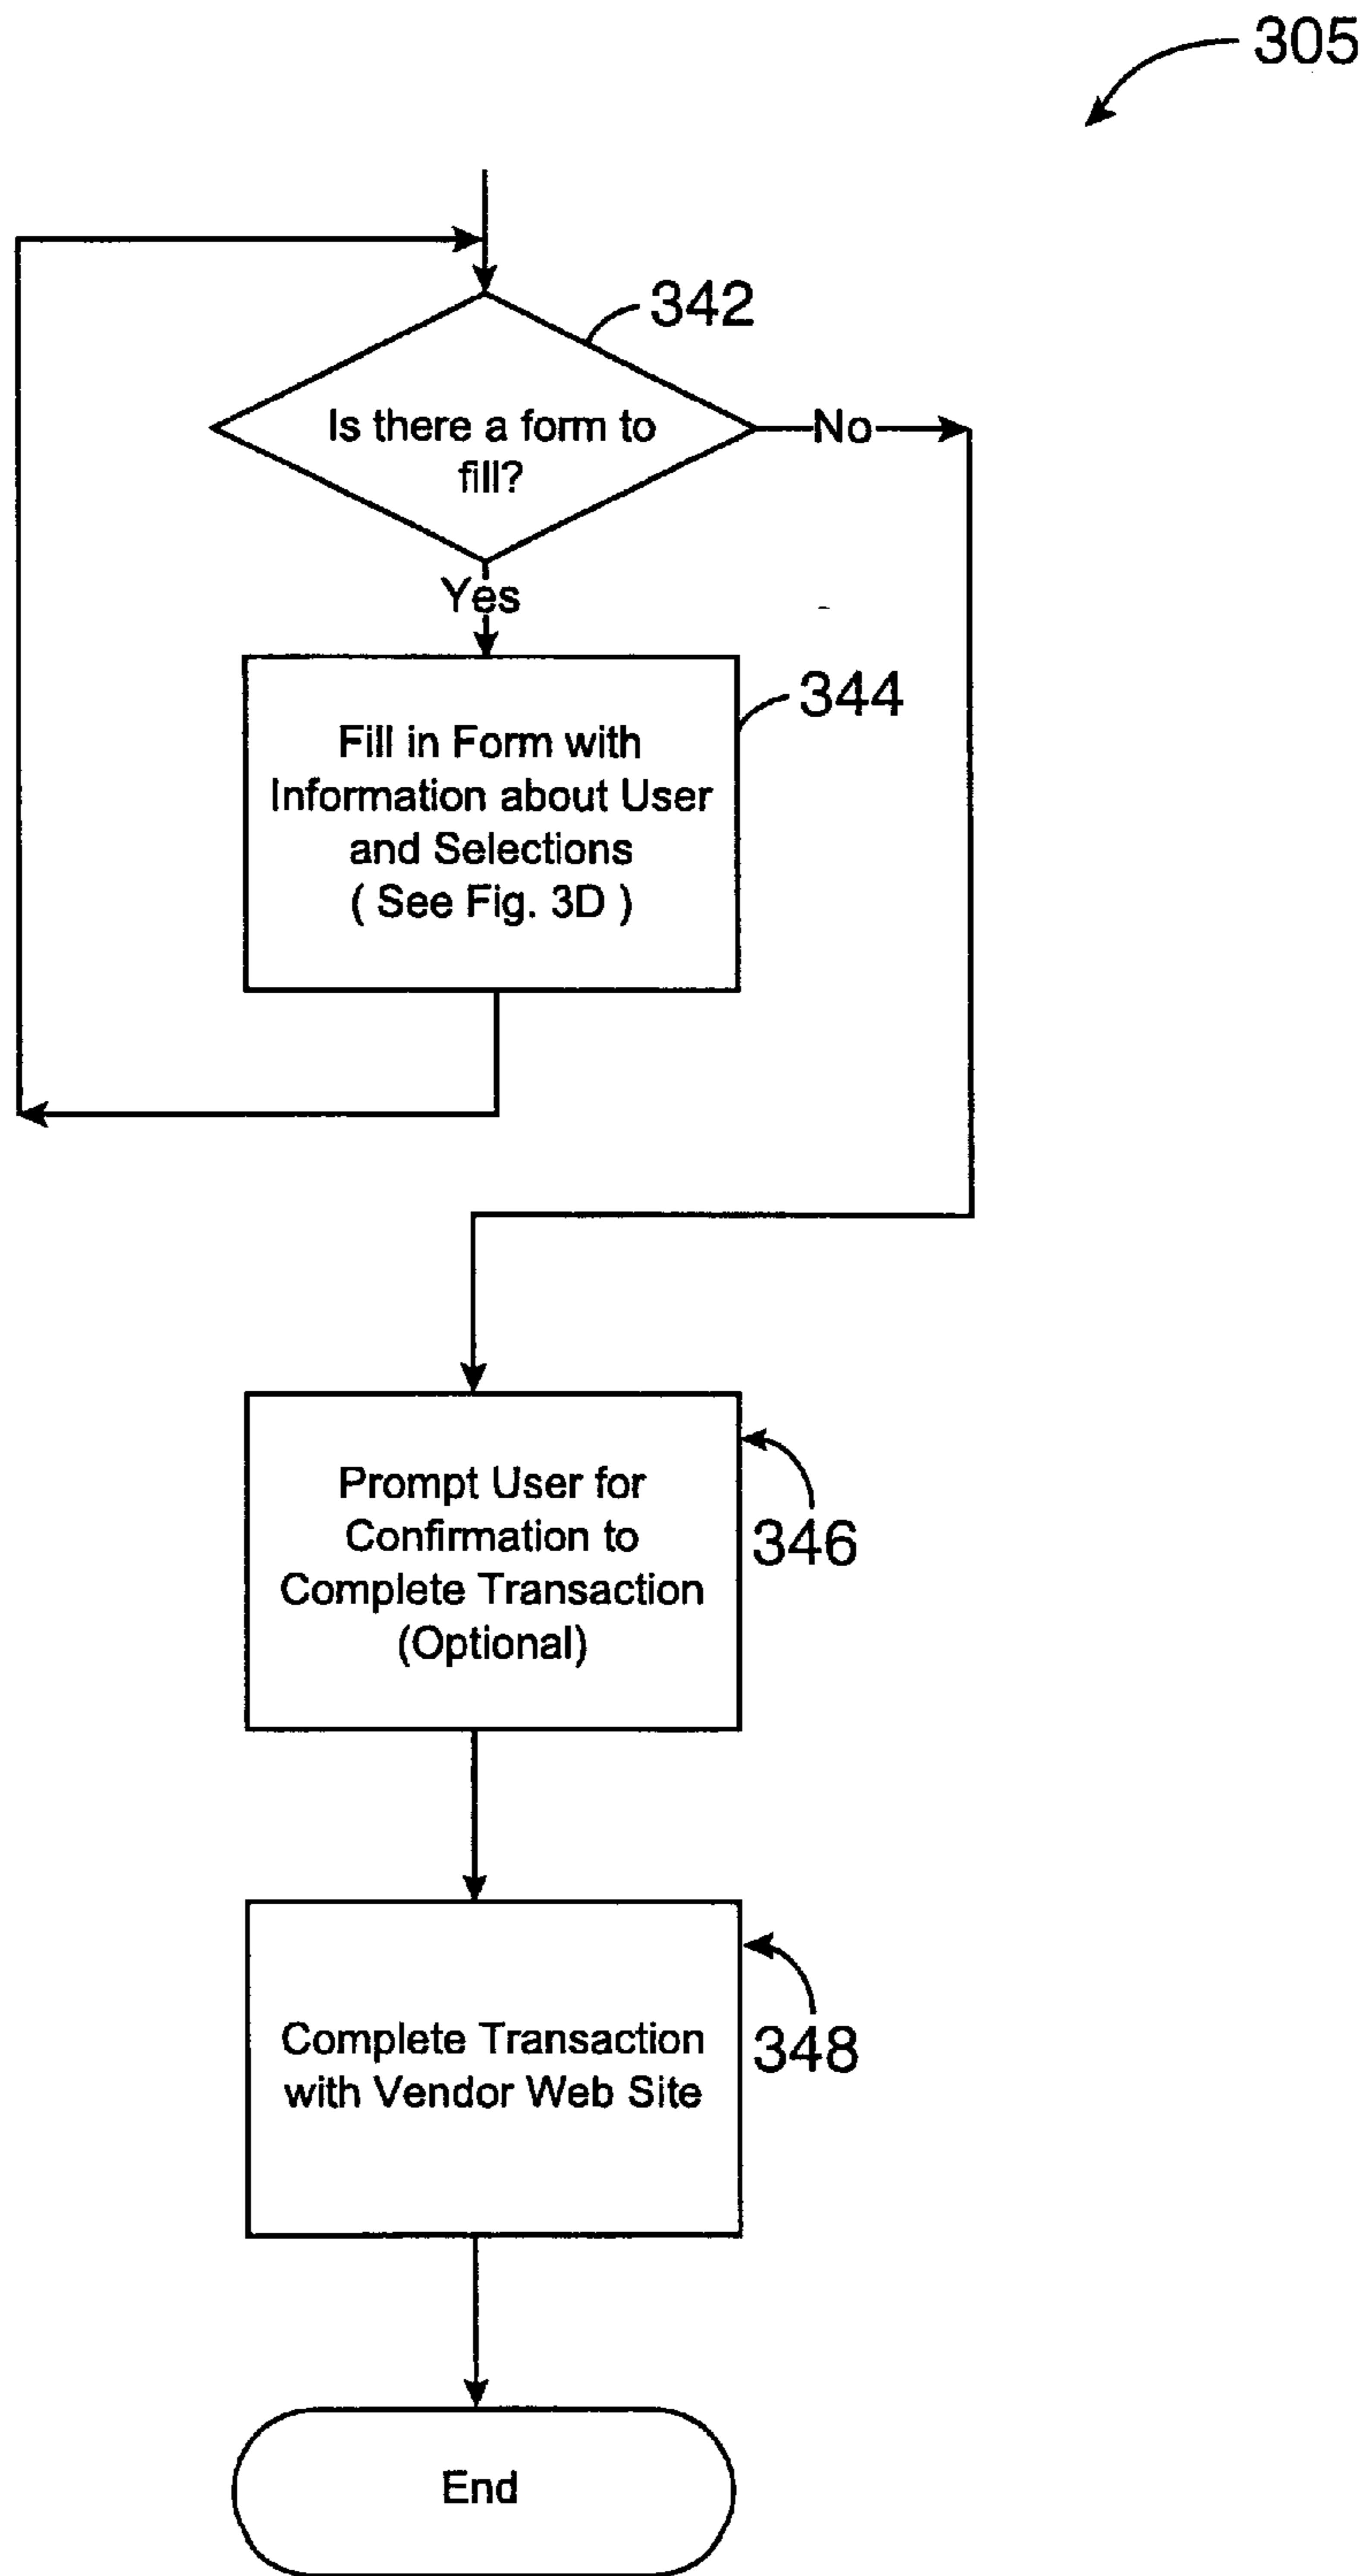 305
342
Is there a form to
fill?
No
Yes
344
Fill in Form with
Information about User
and Selections
( See Fig. 3D )
Prompt User for
Confirmation to
Complete Transaction
(Optional)
346
Complete Transaction
with Vendor Web Site
348
End